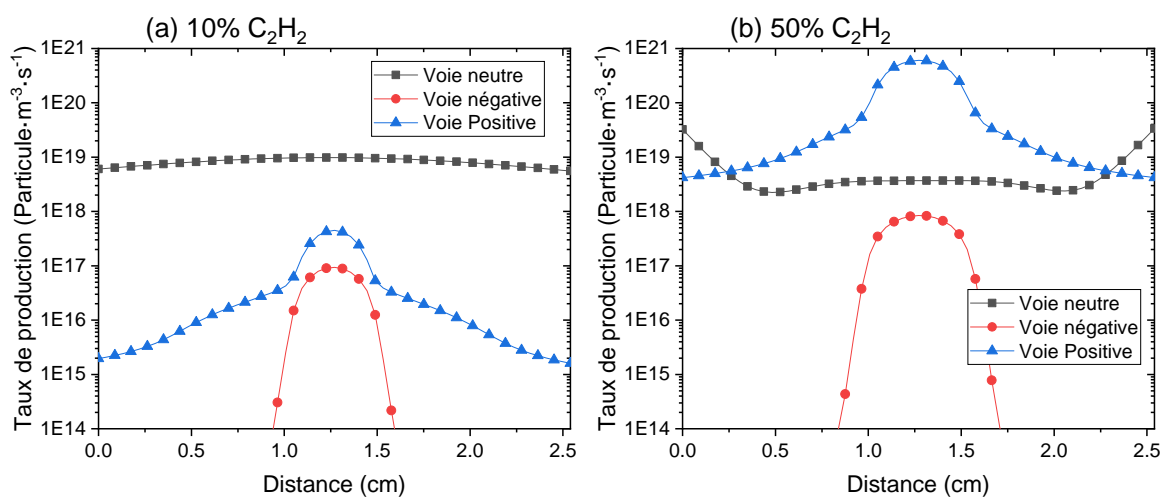 (a) 10% C₂H₂
Taux de production (Particule·m⁻³·s⁻¹)
1E21
1E20
1E19
1E18
1E17
1E16
1E15
1E14
Voie neutre
Voie négative
Voie Positive
0.0 0.5 1.0 1.5 2.0 2.5
Distance (cm)
(b) 50% C₂H₂
Taux de production (Particule·m⁻³·s⁻¹)
1E21
1E20
1E19
1E18
1E17
1E16
1E15
1E14
Voie neutre
Voie négative
Voie Positive
0.0 0.5 1.0 1.5 2.0 2.5
Distance (cm)